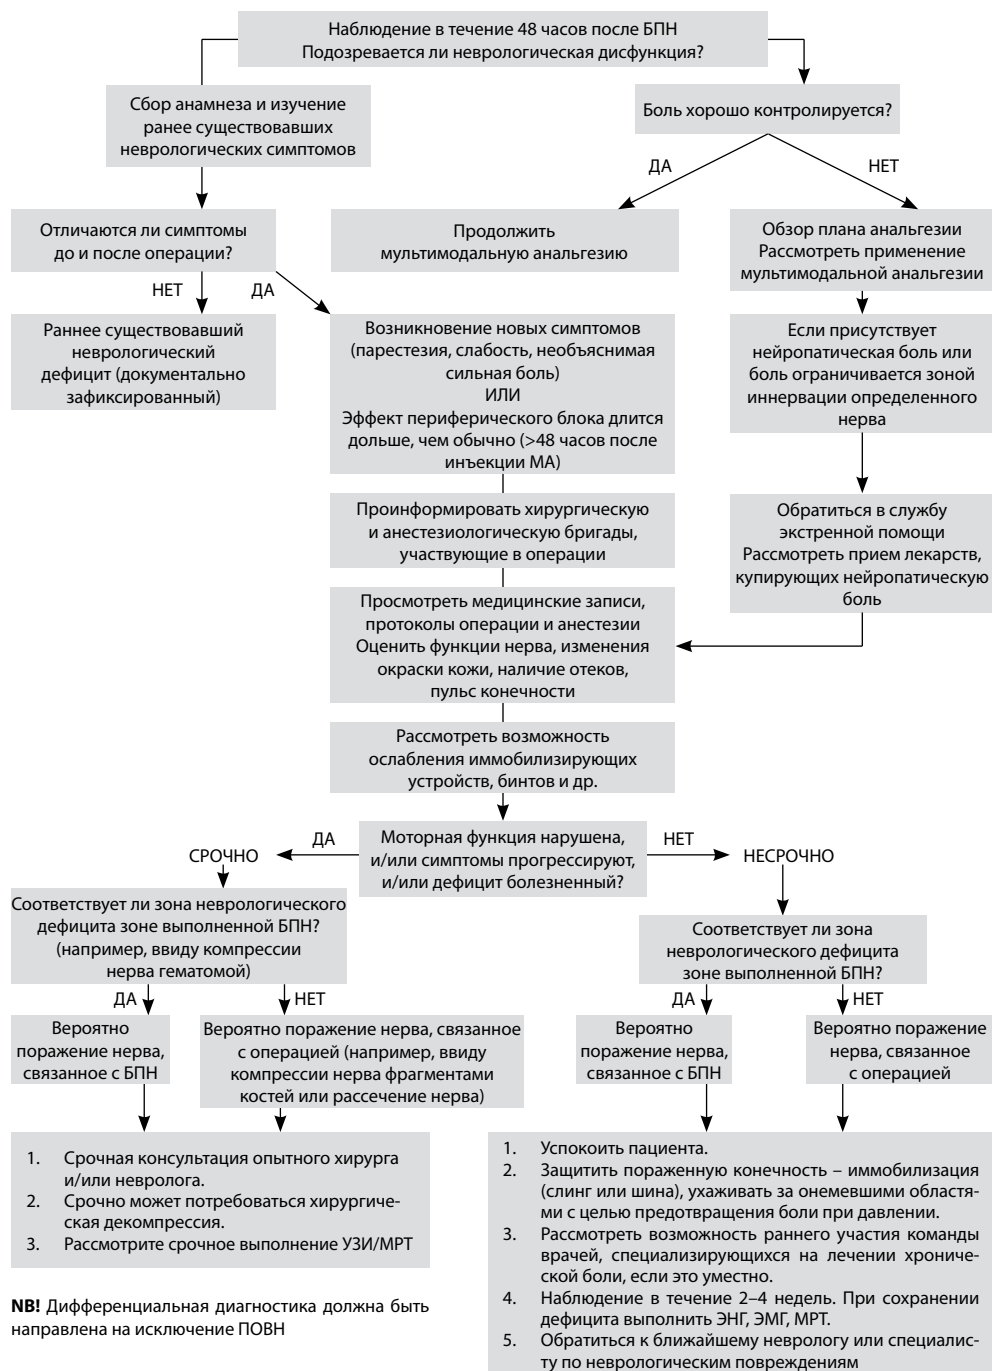 Наблюдение в течение 48 часов после БПН
Подозревается ли неврологическая дисфункция?
Сбор анамнеза и изучение
ранее существовавших
неврологических симптомов
Боль хорошо контролируется?
ДА
НЕТ
Отличаются ли симптомы
до и после операции?
Продолжить
мультимодальную анальгезию
Обзор плана анальгезии
Рассмотреть применение
мультимодальной анальгезии
НЕТ
ДА
Раннее существовавший
неврологический
дефицит (документально
зафиксированный)
Возникновение новых симптомов
(парестезия, слабость, необъяснимая
сильная боль)
ИЛИ
Эффект периферического блока длится
дольше, чем обычно (>48 часов после
инъекции МА)
Если присутствует
нейропатическая боль или
боль ограничивается зоной
иннервации определенного
нерва
Проинформировать хирургическую
и анестезиологическую бригады,
участвующие в операции
Обратиться в службу
экстренной помощи
Рассмотреть прием лекарств,
купирующих нейропатическую
боль
Просмотреть медицинские записи,
протоколы операции и анестезии
Оценить функции нерва, изменения
окраски кожи, наличие отеков,
пульс конечности
Рассмотреть возможность
ослабления иммобилизирующих
устройств, бинтов и др.
Моторная функция нарушена,
и/или симптомы прогрессируют,
и/или дефицит болезненный?
ДА
НЕТ
СРОЧНО
НЕСРОЧНО
Соответствует ли зона неврологического
дефицита зоне выполненной БПН?
(например, ввиду компрессии
нерва гематомой)
Соответствует ли зона
неврологического дефицита
зоне выполненной БПН?
ДА
НЕТ
ДА
НЕТ
Вероятно
поражение нерва,
связанное с БПН
Вероятно поражение нерва, связанное
с операцией (например, ввиду
компрессии нерва фрагментами
костей или рассечение нерва)
Вероятно
поражение нерва,
связанное с БПН
Вероятно поражение
нерва, связанное
с операцией
1. Срочная консультация опытного хирурга
и/или невролога.
2. Срочно может потребоваться хирургиче-
ская декомпрессия.
3. Рассмотрите срочное выполнение УЗИ/МРТ
NB! Дифференциальная диагностика должна быть
направлена на исключение ПОВН
1. Успокоить пациента.
2. Защитить пораженную конечность – иммобилизация
(слинг или шина), ухаживать за онемевшими областя-
ми с целью предотвращения боли при давлении.
3. Рассмотреть возможность раннего участия команды
врачей, специализирующихся на лечении хрониче-
ской боли, если это уместно.
4. Наблюдение в течение 2–4 недель. При сохранении
дефицита выполнить ЭНГ, ЭМГ, МРТ.
5. Обратиться к ближайшему неврологу или специалис-
ту по неврологическим повреждениям